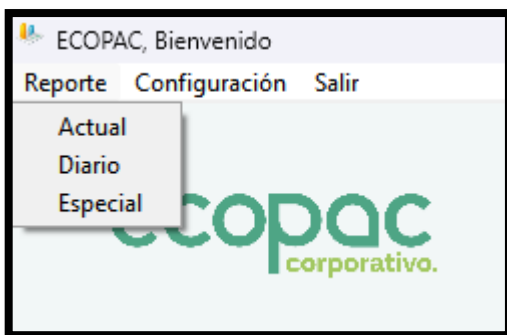 ECOPAC, Bienvenido
Reporte Configuración Salir
Actual
Diario
Especial
ecopac
corporativo.